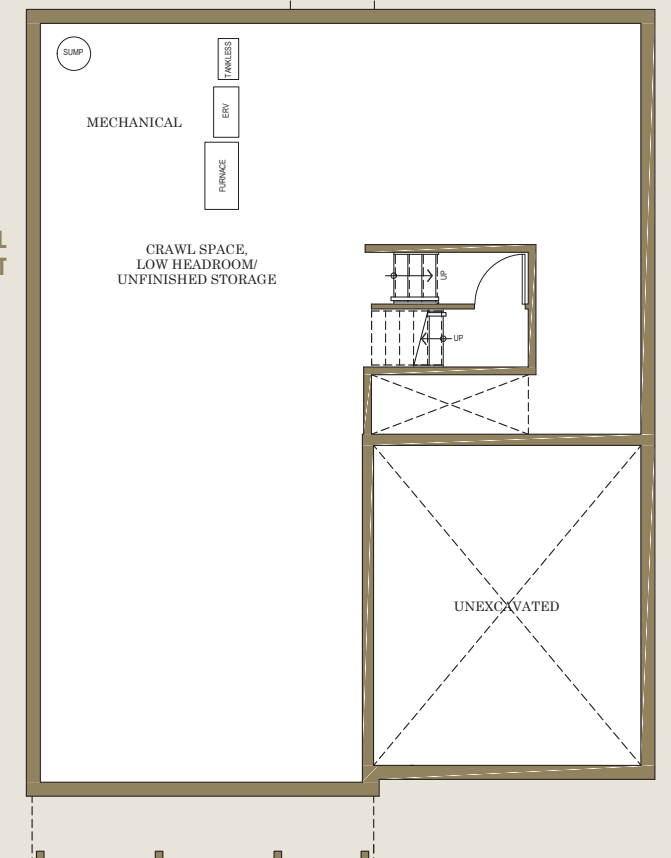 SUMP
TANKLESS
ERV
MECHANICAL
FURNACE
L
T
CRAWL SPACE,
LOW HEADROOM/
UNFINISHED STORAGE
UP
UP
UNEXCAVATED